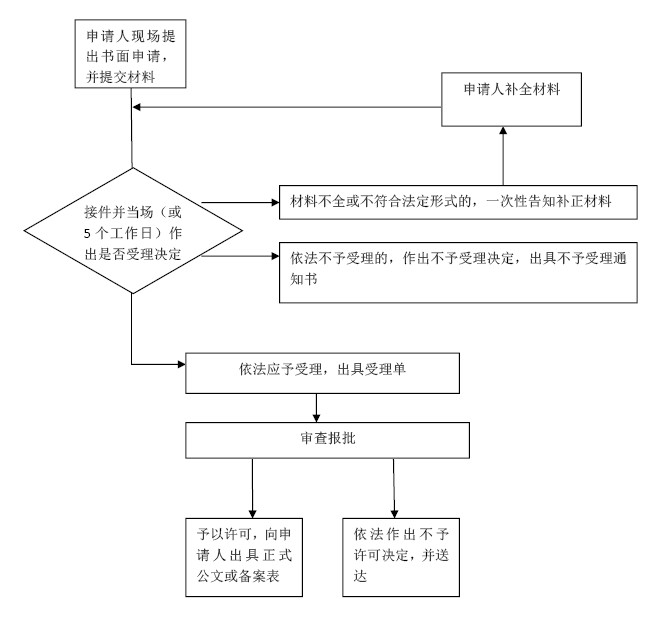 申请人现场提
出书面申请，
并提交材料
申请人补全材料
接件并当场（或
5 个工作日）作
出是否受理决定
材料不全或不符合法定形式的，一次性告知补正材料
依法不予受理的，作出不予受理决定，出具不予受理通
知书
依法应予受理，出具受理单
审查报批
予以许可，向申
请人出具正式
公文或备案表
依法作出不予
许可决定，并送
达